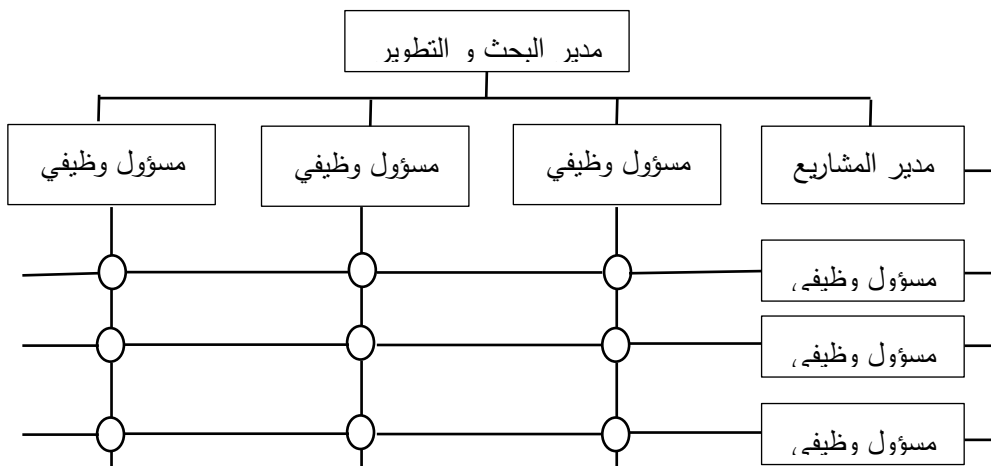 مدير البحث و التطوير
مدير المشاريع
مسؤول وظيفي
مسؤول وظيفي
مسؤول وظيفي
مسؤول وظيفي
مسؤول وظيفي
مسؤول وظيفي